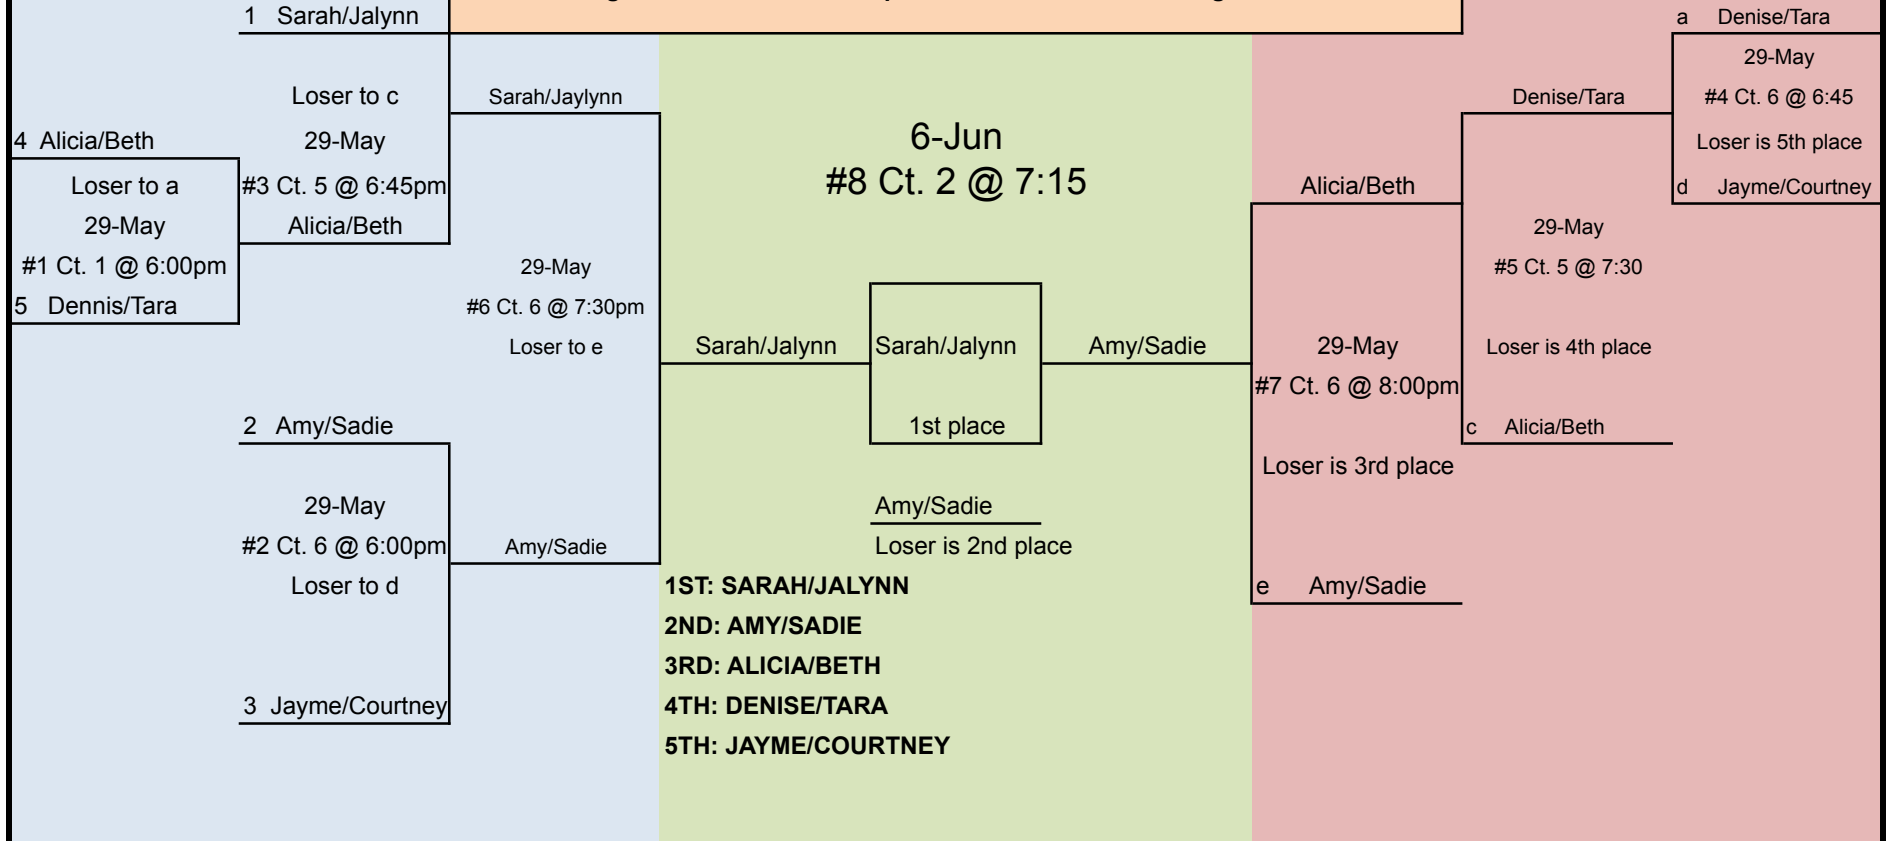 1 Sarah/Jalynn
a Denise/Tara
29-May
Loser to c
Sarah/Jaylynn
Denise/Tara
#4 Ct. 6 @ 6:45
4 Alicia/Beth
29-May
6-Jun
Loser is 5th place
Loser to a
#3 Ct. 5 @ 6:45pm
#8 Ct. 2 @ 7:15
Alicia/Beth
d Jayme/Courtney
29-May
Alicia/Beth
29-May
#1 Ct. 1 @ 6:00pm
29-May
#5 Ct. 5 @ 7:30
5 Dennis/Tara
#6 Ct. 6 @ 7:30pm
Loser to e
Sarah/Jalynn
Sarah/Jalynn
Amy/Sadie
29-May
Loser is 4th place
#7 Ct. 6 @ 8:00pm
2 Amy/Sadie
1st place
c Alicia/Beth
Loser is 3rd place
29-May
Amy/Sadie
#2 Ct. 6 @ 6:00pm
Amy/Sadie
Loser is 2nd place
Loser to d
1ST: SARAH/JALYNN
e Amy/Sadie
2ND: AMY/SADIE
3RD: ALICIA/BETH
3 Jayme/Courtney
4TH: DENISE/TARA
5TH: JAYME/COURTNEY